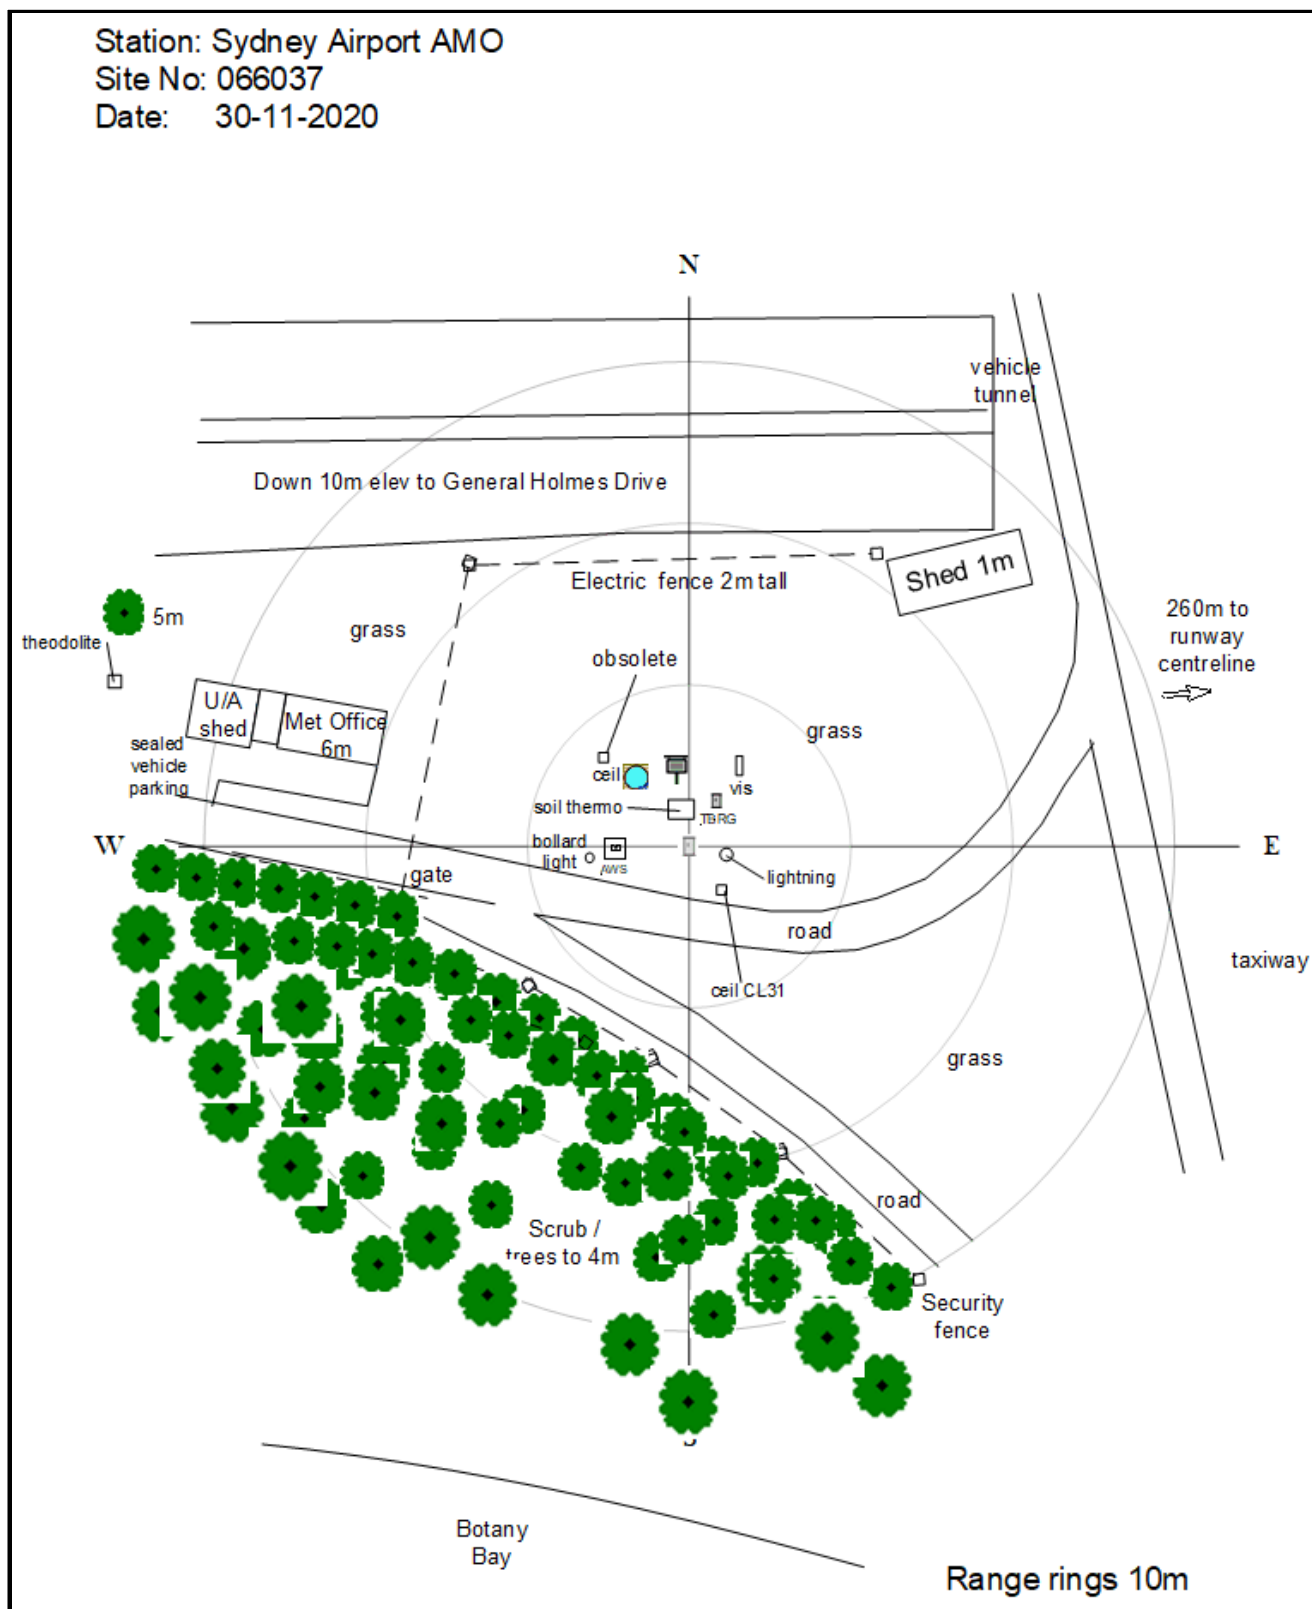 Station: Sydney Airport AMO
Site No: 066037
Date: 30-11-2020
N
vehicle
tunnel
Down 10m elev to General Holmes Drive
Electric fence 2m tall
Shed 1m
5m
theodolite
grass
260m to
runway
centreline
obsolete
U/A
shed
Met Office
6m
grass
sealed
vehicle
parking
ceil
vis
soil thermo
TBRG
W
bollard
light
AWS
E
gate
lightning
road
taxiway
ceil CL31
grass
road
Scrub /
trees to 4m
Security
fence
Botany
Bay
Range rings 10m